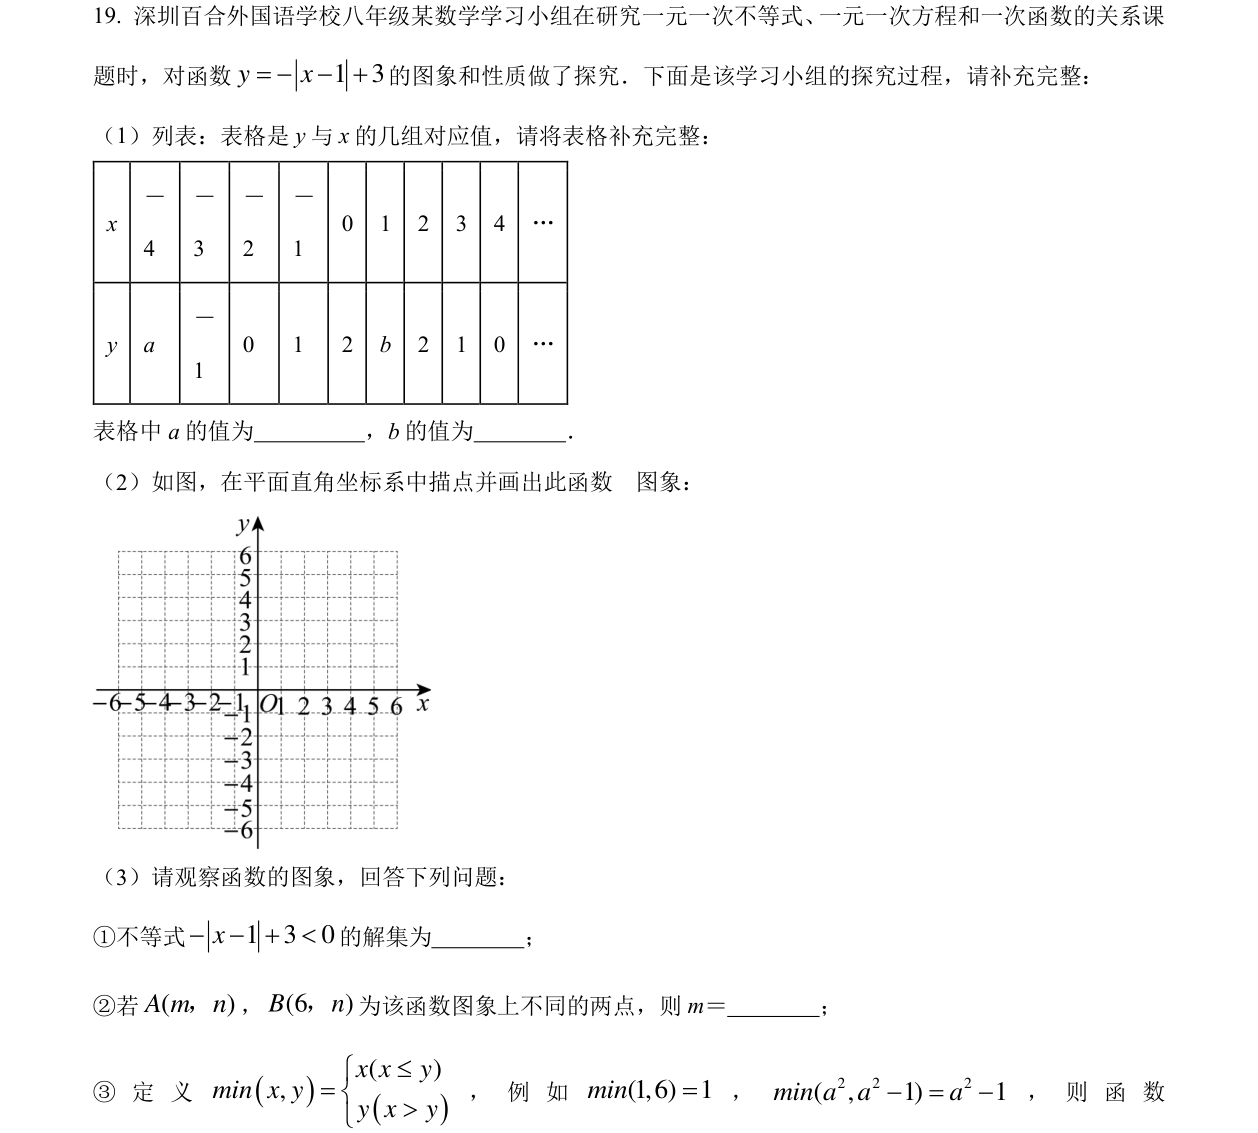 19. 深圳百合外国语学校八年级某数学学习小组在研究一元一次不等式、一元一次方程和一次函数的关系课
题时，对函数 y＝−|x−1|+3 的图象和性质做了探究．下面是该学习小组的探究过程，请补充完整：
（1）列表：表格是 y 与 x 的几组对应值，请将表格补充完整：
x －4 －3 －2 －1 0 1 2 3 4 …
y a －1 0 1 2 b 2 1 0 …
表格中 a 的值为__________，b 的值为________．
（2）如图，在平面直角坐标系中描点并画出此函数 图象：
y
6
5
4
3
2
1
−6−5−4−3−2−1 O 1 2 3 4 5 6 x
−1
−2
−3
−4
−5
−6
（3）请观察函数的图象，回答下列问题：
①不等式 −|x−1|+3<0 的解集为________；
②若 A(m，n)，B(6，n) 为该函数图象上不同的两点，则 m＝________；
③ 定 义 min(x, y)={x(x≤y) y(x>y) ， 例 如 min(1,6)=1 ， min(a²,a²−1)=a²−1 ， 则 函 数